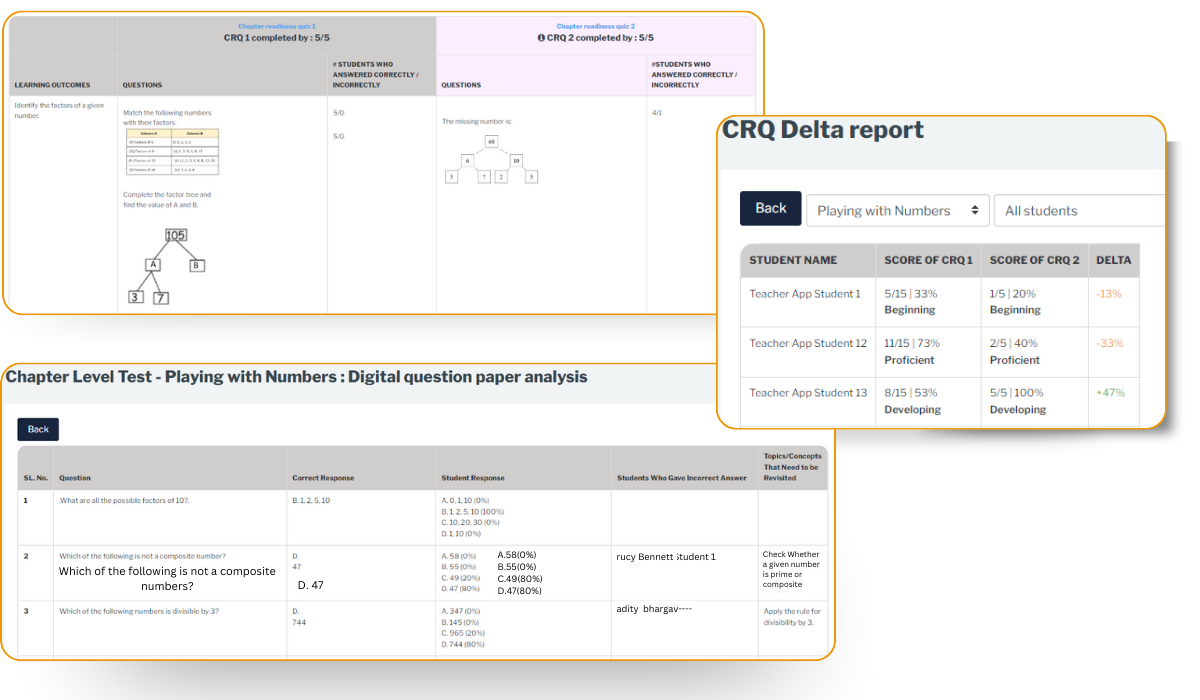 Chapter readiness quiz 1
CRQ 1 completed by : 5/5
Chapter readiness quiz 2
CRQ 2 completed by : 5/5
LEARNING OUTCOMES
QUESTIONS
# STUDENTS WHO
ANSWERED CORRECTLY /
INCORRECTLY
QUESTIONS
#STUDENTS WHO
ANSWERED CORRECTLY /
INCORRECTLY
Identify the factors of a given
number.
Match the following numbers
with their factors.
Column A Column B
Complete the factor tree and
find the value of A and B.
105
A B
3 7
5/0
5/0
The missing number is:
60
6 10
3 ? 2 5
4/1
CRQ Delta report
Back Playing with Numbers All students
STUDENT NAME SCORE OF CRQ 1 SCORE OF CRQ 2 DELTA
Teacher App Student 1 5/15 | 33% 1/5 | 20% -13%
Beginning Beginning
Teacher App Student 12 11/15 | 73% 2/5 | 40% -33%
Proficient Proficient
Teacher App Student 13 8/15 | 53% 5/5 | 100% +47%
Developing Developing
Chapter Level Test - Playing with Numbers : Digital question paper analysis
Back
SL. No. Question Correct Response Student Response Students Who Gave Incorrect Answer
Topics/Concepts
That Need to be
Revisited
1 .What are all the possible factors of 10?. B. 1, 2, 5, 10
A. 0, 1, 10 (0%)
B. 1, 2, 5, 10 (100%)
C. 10, 20, 30 (0%)
D. 1, 10 (0%)
2 Which of the following is not a composite number?
Which of the following is not a composite
numbers?
D.
47
D. 47
A. 58 (0%)
B. 55 (0%)
C. 49 (20%)
D. 47 (80%)
A.58(0%)
B.55(0%)
C.49(80%)
D.47(80%)
rucy Bennett Student 1
Check Whether
a given number
is prime or
composite
3 Which of the following numbers is divisible by 3?
D.
744
A. 347 (0%)
B. 145 (0%)
C. 965 (20%)
D. 744 (80%)
adity bhargav----
Apply the rule for
divisibility by 3.